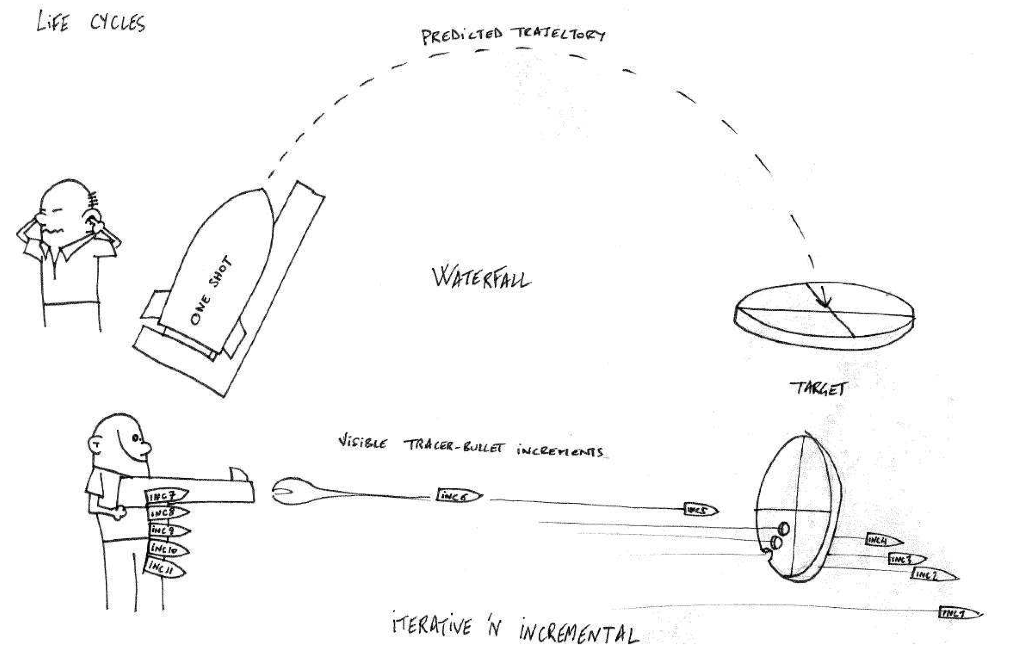 LiFE CYCLES
PREDICTED TRAJECTORY
ONE SHOT
WATERFALL
TARGET
VISIBLE TRACER-BULLET INCREMENTS
INC7
INC8
INC9
INC10
INC11
INC6
INC5
INC4
INC3
INC2
INC1
iTERATIVE 'N iNCREMENTAL